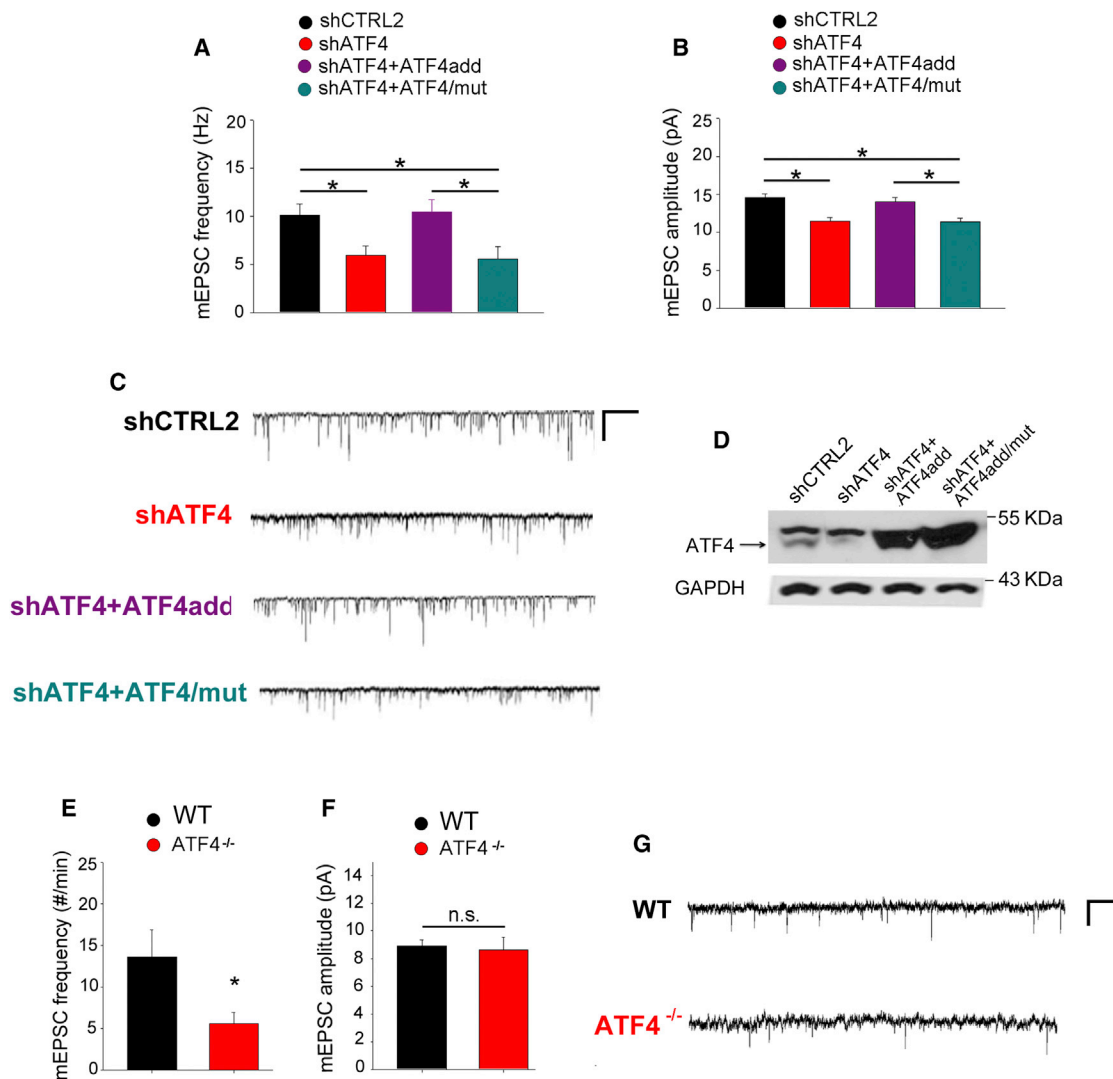 A
shCTRL2
shATF4
shATF4+ATF4add
shATF4+ATF4/mut
mEPSC frequency (Hz)
20
15
10
5
0
*
*
*
B
shCTRL2
shATF4
shATF4+ATF4add
shATF4+ATF4/mut
mEPSC amplitude (pA)
25
20
15
10
5
0
*
*
*
C
shCTRL2
shATF4
shATF4+ATF4add
shATF4+ATF4/mut
D
shCTRL2
shATF4
shATF4+
ATF4add
shATF4+
ATF4add/mut
55 KDa
ATF4
GAPDH
43 KDa
E
WT
ATF4-/-
mEPSC frequency (#/min)
25
20
15
10
5
0
*
F
WT
ATF4-/-
mEPSC amplitude (pA)
14
12
10
8
6
4
2
0
n.s.
G
WT
ATF4-/-